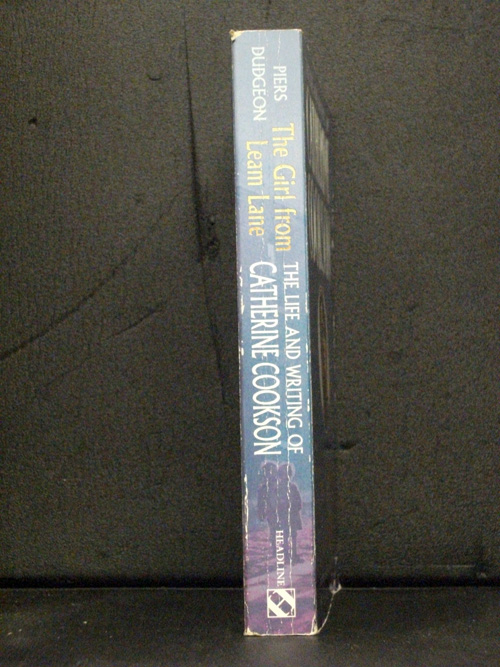 PIERS
DUDGEON
The Girl from
Leam Lane
THE LIFE AND WRITING OF
CATHERINE COOKSON
HEADLINE